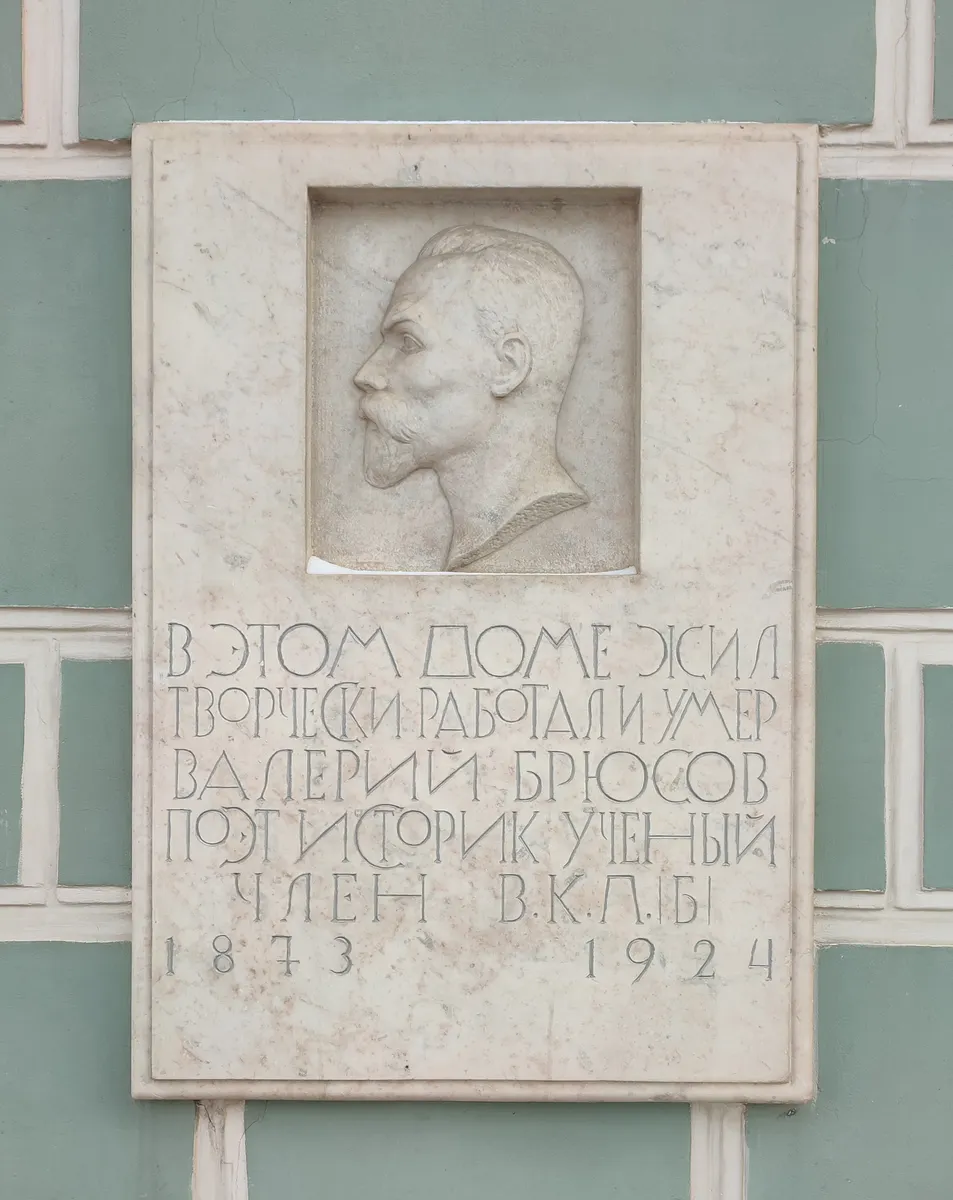 В ЭТОМ ДОМЕ ЖИЛ
ТВОРЧЕСКИ РАБОТАЛ И УМЕР
ВАЛЕРИЙ БРЮСОВ
ПОЭТ ИСТОРИК УЧЕНЫЙ
ЧЛЕН В.К.П.|Б|
1873 1924